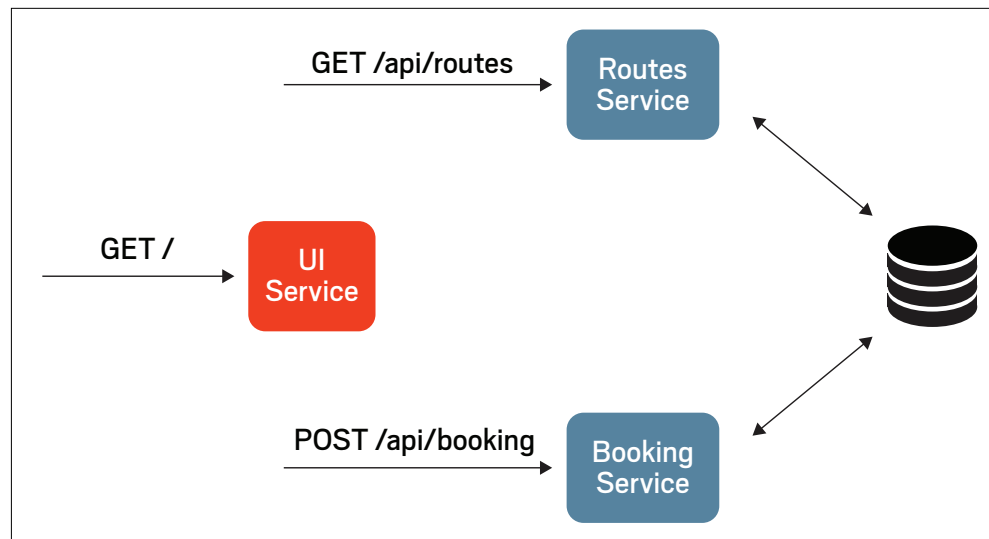 GET /api/routes
Routes
Service
GET /
UI
Service
POST /api/booking
Booking
Service